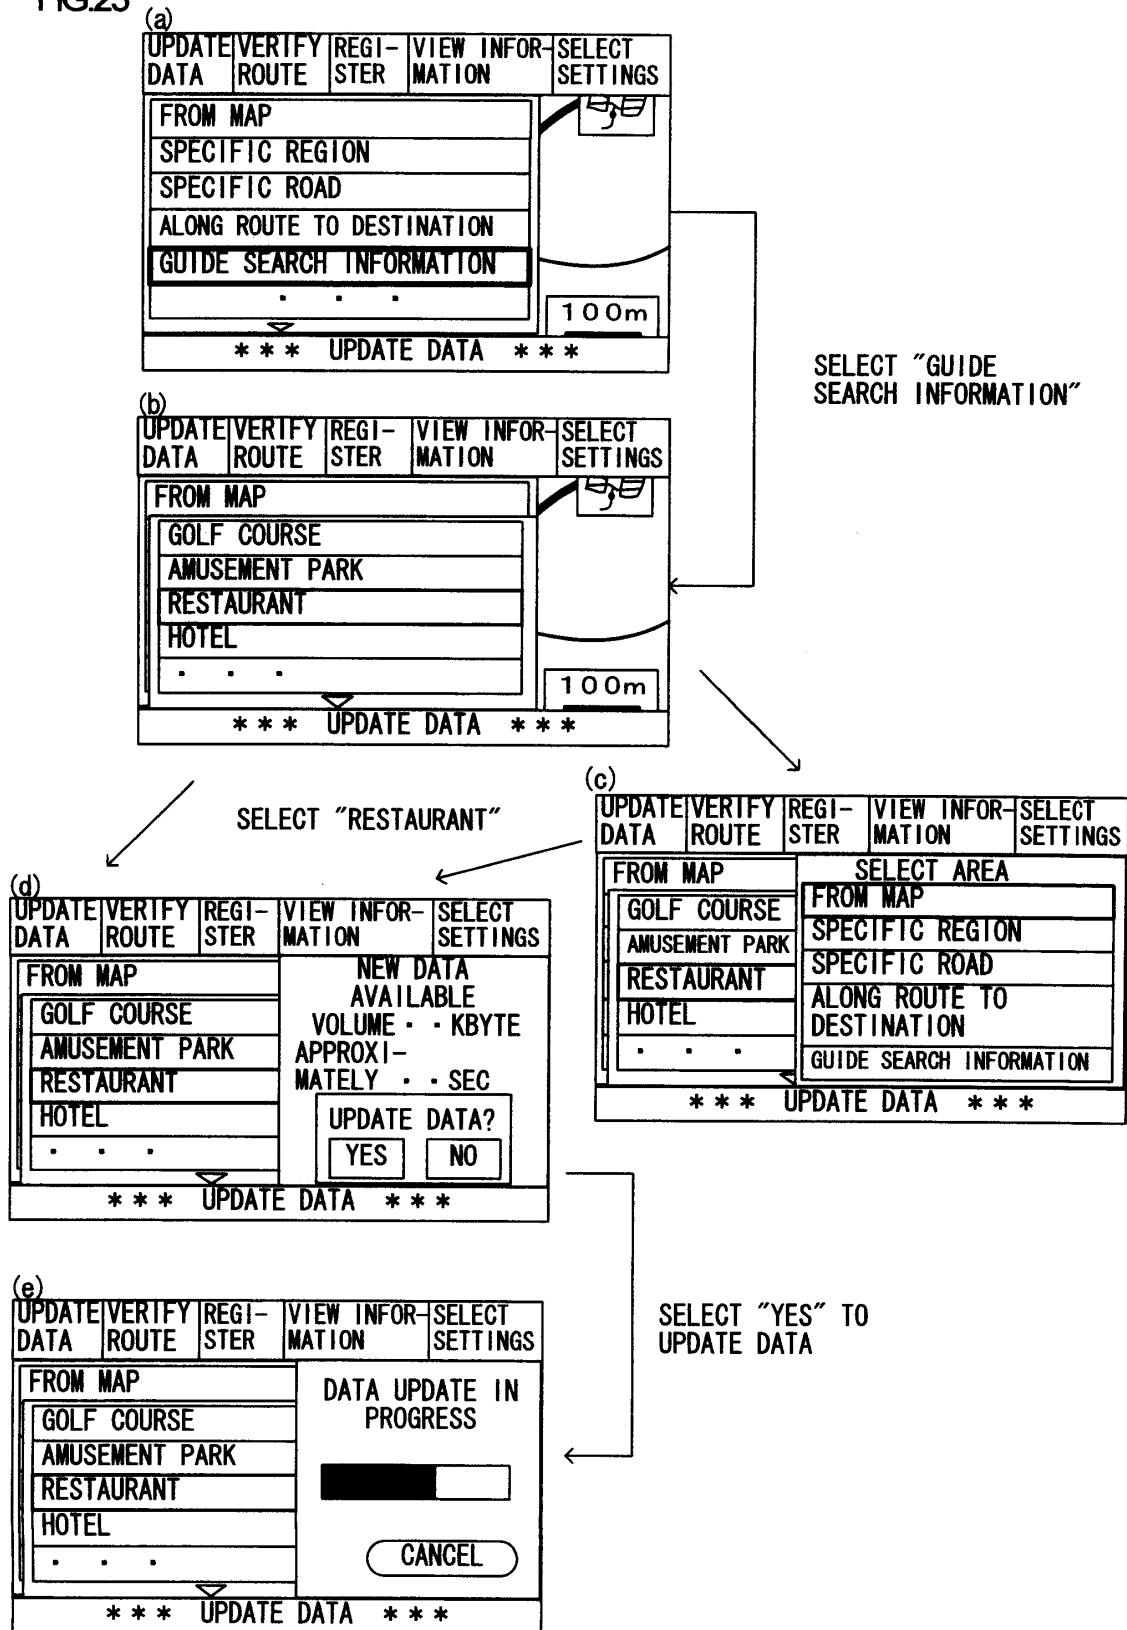 FIG.23
(a)
UPDATE DATA VERIFY ROUTE REGI- STER VIEW INFOR- MATION SELECT SETTINGS
FROM MAP
SPECIFIC REGION
SPECIFIC ROAD
ALONG ROUTE TO DESTINATION
GUIDE SEARCH INFORMATION
. . .
100m
*** UPDATE DATA ***
SELECT "GUIDE
SEARCH INFORMATION"
(b)
UPDATE DATA VERIFY ROUTE REGI- STER VIEW INFOR- MATION SELECT SETTINGS
FROM MAP
GOLF COURSE
AMUSEMENT PARK
RESTAURANT
HOTEL
. . .
100m
*** UPDATE DATA ***
SELECT "RESTAURANT"
(c)
UPDATE DATA VERIFY ROUTE REGI- STER VIEW INFOR- MATION SELECT SETTINGS
FROM MAP
GOLF COURSE
AMUSEMENT PARK
RESTAURANT
HOTEL
. . .
SELECT AREA
FROM MAP
SPECIFIC REGION
SPECIFIC ROAD
ALONG ROUTE TO
DESTINATION
GUIDE SEARCH INFORMATION
*** UPDATE DATA ***
(d)
UPDATE DATA VERIFY ROUTE REGI- STER VIEW INFOR- MATION SELECT SETTINGS
FROM MAP
GOLF COURSE
AMUSEMENT PARK
RESTAURANT
HOTEL
. . .
NEW DATA
AVAILABLE
VOLUME · · KBYTE
APPROXI-
MATELY · · SEC
UPDATE DATA?
YES NO
*** UPDATE DATA ***
SELECT "YES" TO
UPDATE DATA
(e)
UPDATE DATA VERIFY ROUTE REGI- STER VIEW INFOR- MATION SELECT SETTINGS
FROM MAP
GOLF COURSE
AMUSEMENT PARK
RESTAURANT
HOTEL
. . .
DATA UPDATE IN
PROGRESS
CANCEL
*** UPDATE DATA ***